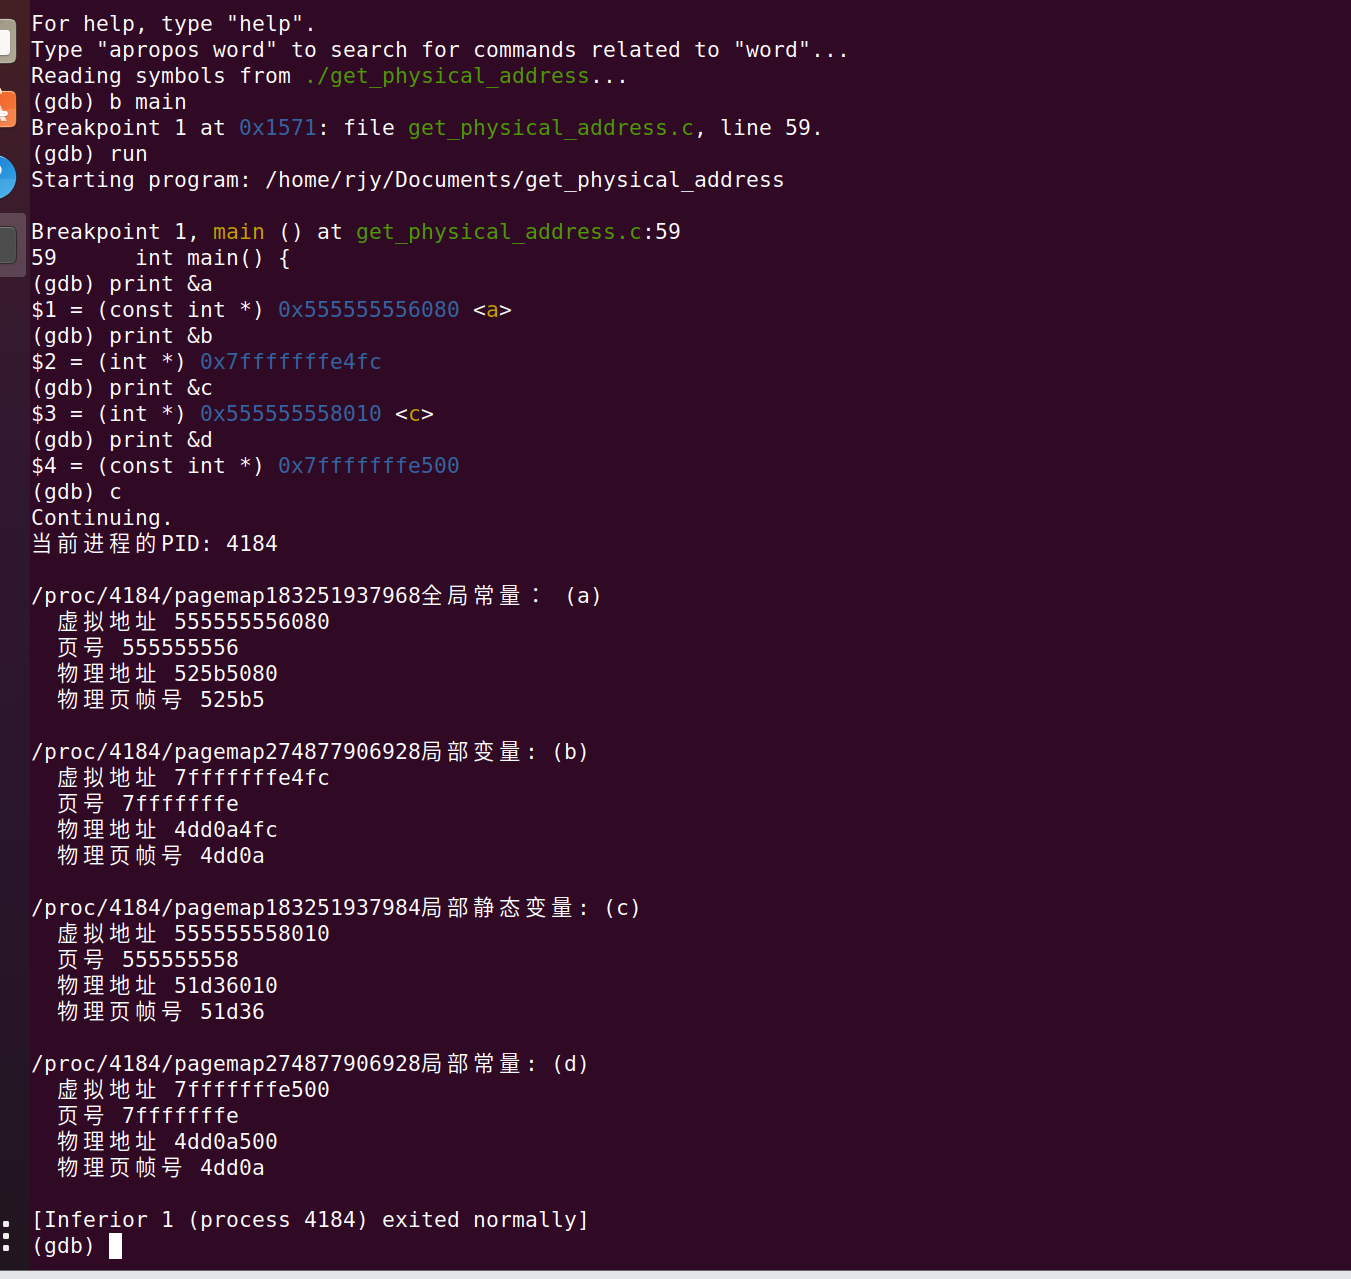 For help, type "help".
Type "apropos word" to search for commands related to "word"...
Reading symbols from ./get_physical_address...
(gdb) b main
Breakpoint 1 at 0x1571: file get_physical_address.c, line 59.
(gdb) run
Starting program: /home/rjy/Documents/get_physical_address
Breakpoint 1, main () at get_physical_address.c:59
59      int main() {
(gdb) print &a
$1 = (const int *) 0x555555556080 <a>
(gdb) print &b
$2 = (int *) 0x7fffffffe4fc
(gdb) print &c
$3 = (int *) 0x555555558010 <c>
(gdb) print &d
$4 = (const int *) 0x7fffffffe500
(gdb) c
Continuing.
当前进程的PID: 4184
/proc/4184/pagemap183251937968全局常量： (a)
虚拟地址 555555556080
页号 555555556
物理地址 525b5080
物理页帧号 525b5
/proc/4184/pagemap274877906928局部变量: (b)
虚拟地址 7fffffffe4fc
页号 7fffffffe
物理地址 4dd0a4fc
物理页帧号 4dd0a
/proc/4184/pagemap183251937984局部静态变量: (c)
虚拟地址 555555558010
页号 555555558
物理地址 51d36010
物理页帧号 51d36
/proc/4184/pagemap274877906928局部常量: (d)
虚拟地址 7fffffffe500
页号 7fffffffe
物理地址 4dd0a500
物理页帧号 4dd0a
[Inferior 1 (process 4184) exited normally]
(gdb)